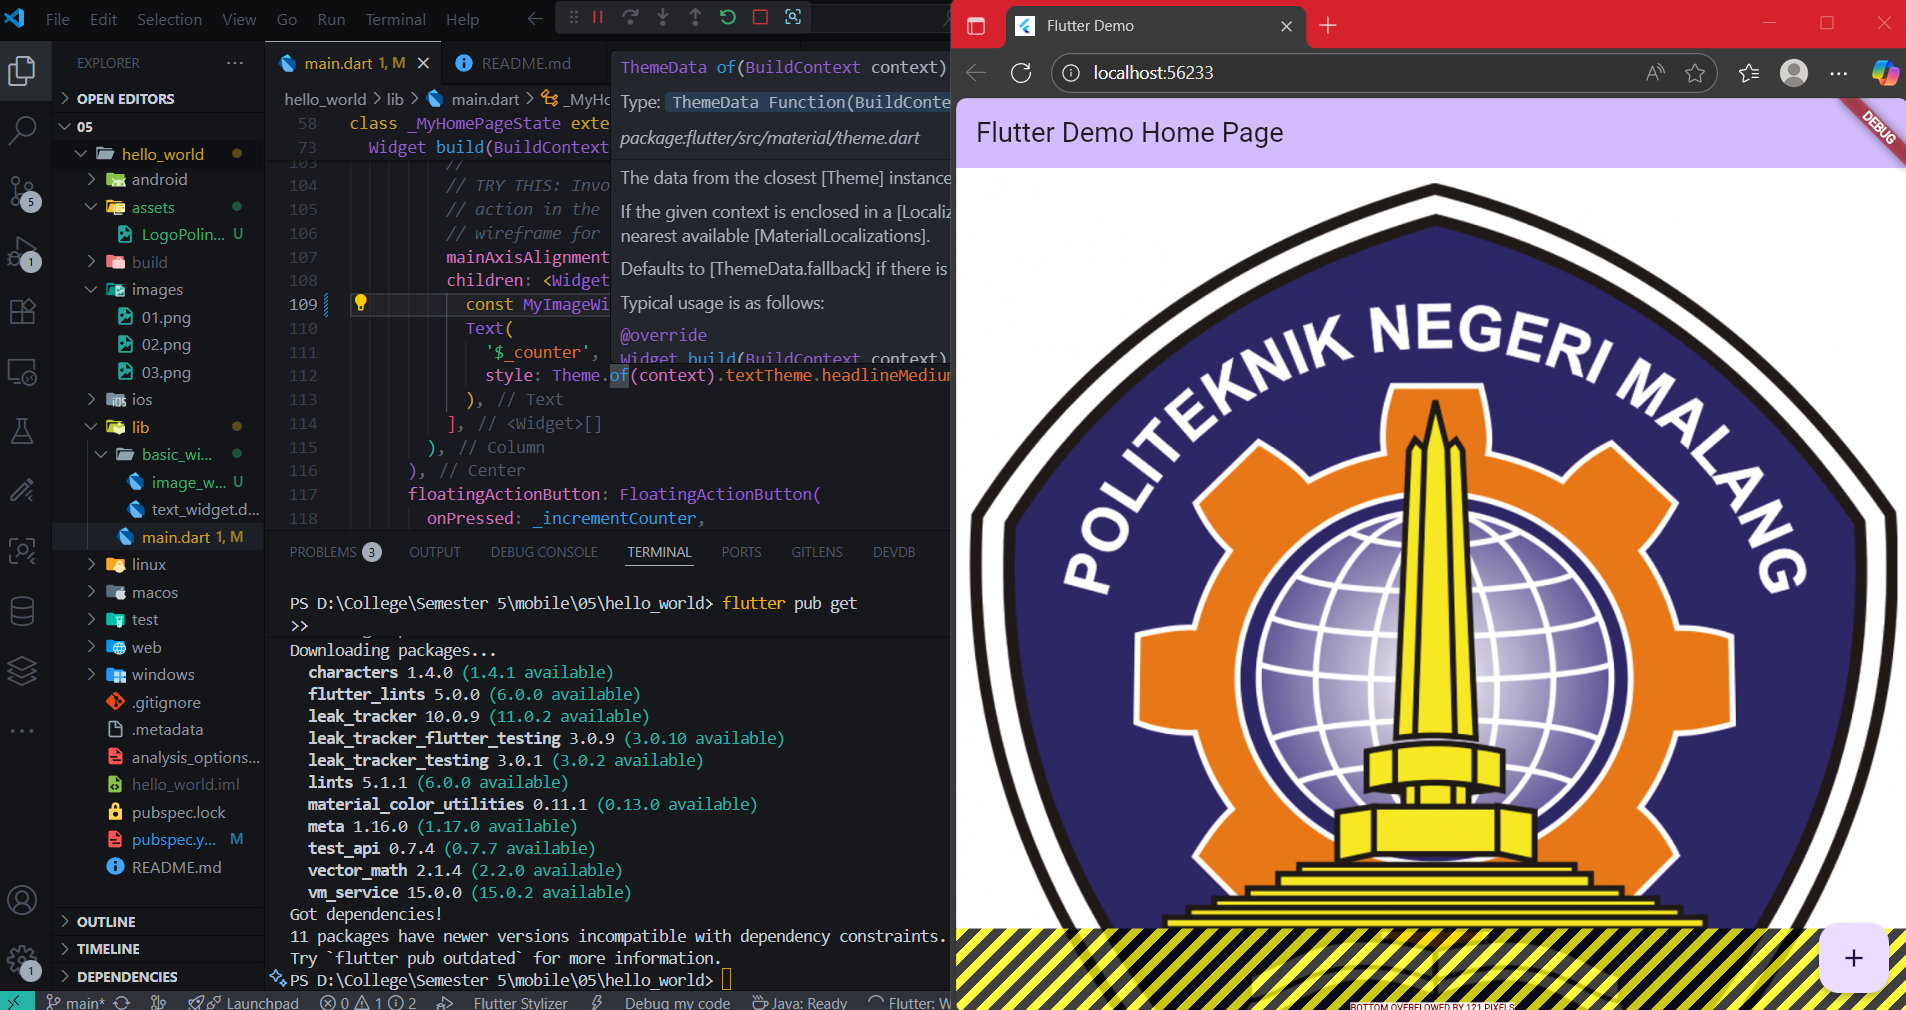 File Edit Selection View Go Run Terminal Help
EXPLORER
OPEN EDITORS
05
hello_world
android
assets
LogoPolin... U
build
images
01.png
02.png
03.png
ios
lib
basic_wi...
image_w... U
text_widget.d...
main.dart 1, M
linux
macos
test
web
windows
.gitignore
.metadata
analysis_options...
hello_world.iml
pubspec.lock
pubspec.y... M
README.md
OUTLINE
TIMELINE
DEPENDENCIES
5
1
1
main.dart 1, M
README.md
hello_world > lib > main.dart > _MyHo
58 class _MyHomePageState exte
73 Widget build(BuildContext
103 //
104 // TRY THIS: Invo
105 // action in the
106 // wireframe for
107 mainAxisAlignment
108 children: <Widget
109 const MyImageWi
110 Text(
111 '$_counter',
112 style: Theme.of(context).textTheme.headlineMedium
113 ), // Text
114 ], // <Widget>[]
115 ), // Column
116 ), // Center
117 floatingActionButton: FloatingActionButton(
118 onPressed: _incrementCounter,
ThemeData of(BuildContext context)
Type: ThemeData Function(BuildConte
package:flutter/src/material/theme.dart
The data from the closest [Theme] instance
If the given context is enclosed in a [Localiz
nearest available [MaterialLocalizations].
Defaults to [ThemeData.fallback] if there is
Typical usage is as follows:
@override
Widget build(BuildContext context)
PROBLEMS 3 OUTPUT DEBUG CONSOLE TERMINAL PORTS GITLENS DEVDB
PS D:\College\Semester 5\mobile\05\hello_world> flutter pub get
>>
Downloading packages...
characters 1.4.0 (1.4.1 available)
flutter_lints 5.0.0 (6.0.0 available)
leak_tracker 10.0.9 (11.0.2 available)
leak_tracker_flutter_testing 3.0.9 (3.0.10 available)
leak_tracker_testing 3.0.1 (3.0.2 available)
lints 5.1.1 (6.0.0 available)
material_color_utilities 0.11.1 (0.13.0 available)
meta 1.16.0 (1.17.0 available)
test_api 0.7.4 (0.7.7 available)
vector_math 2.1.4 (2.2.0 available)
vm_service 15.0.0 (15.0.2 available)
Got dependencies!
11 packages have newer versions incompatible with dependency constraints.
Try `flutter pub outdated` for more information.
PS D:\College\Semester 5\mobile\05\hello_world>
main* Launchpad 0 1 2 Flutter Stylizer Debug my code Java: Ready Flutter: W
Flutter Demo
localhost:56233
Flutter Demo Home Page
DEBUG
POLITEKNIK NEGERI MALANG
BOTTOM OVERFLOWED BY 121 PIXELS